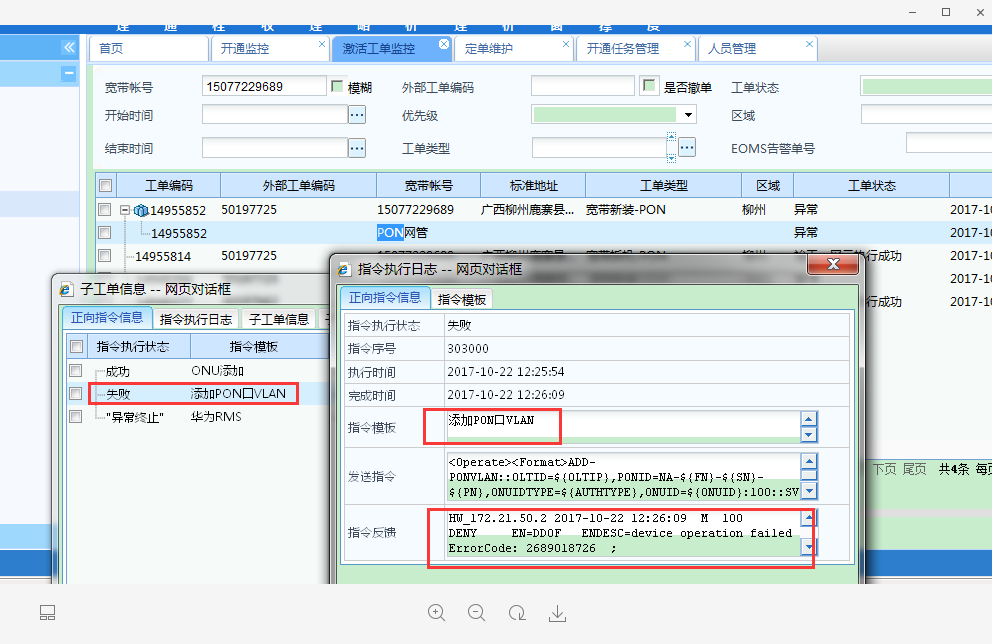 首页 开通监控 激活工单监控 定单维护 开通任务管理 人员管理
宽带帐号 15077229689 模糊 外部工单编码 是否撤单 工单状态
开始时间 优先级 区域
结束时间 工单类型 EOMS告警单号
工单编码 外部工单编码 宽带帐号 标准地址 工单类型 区域 工单状态
14955852 50197725 15077229689 广西柳州鹿寨县... 宽带新装-PON 柳州 异常 2017-10
14955852 PON网管 异常 2017-10
14955814 50197725 行成功 2017-10
2017-10
行成功 2017-10
下页 尾页 共4条 每页
子工单信息 -- 网页对话框
正向指令信息 指令执行日志 子工单信息
指令执行状态 指令模板
成功 ONU添加
失败 添加PON口VLAN
"异常终止" 华为RMS
指令执行日志 -- 网页对话框
正向指令信息 指令模板
指令执行状态 失败
指令序号 303000
执行时间 2017-10-22 12:25:54
完成时间 2017-10-22 12:26:09
指令模板 添加PON口VLAN
发送指令
<Operate><Format>ADD-
PONVLAN::OLTID=${OLTIP},PONID=NA-${FN}-${SN}-
${PN},ONUIDTYPE=${AUTHTYPE},ONUID=${ONUID}:100::SV
指令反馈
HW_172.21.50.2 2017-10-22 12:26:09 M 100
DENY EN=DDOF ENDESC=device operation failed
ErrorCode: 2689018726 ;